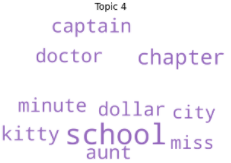 Topic 4
captain
doctor chapter
minute dollar city
kitty school miss
aunt